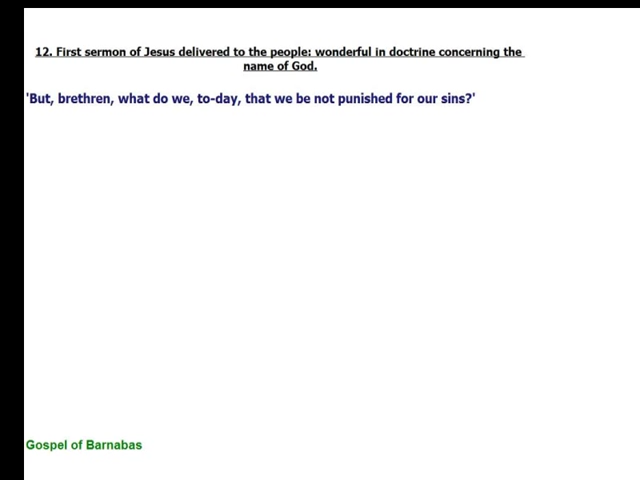 12. First sermon of Jesus delivered to the people: wonderful in doctrine concerning the
name of God.
'But, brethren, what do we, to-day, that we be not punished for our sins?'
Gospel of Barnabas